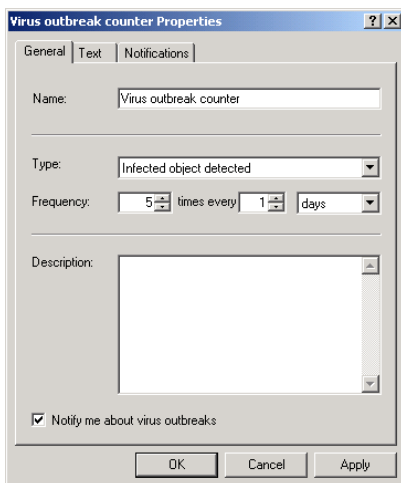 Virus outbreak counter Properties
General Text Notifications
Name: Virus outbreak counter
Type: Infected object detected
Frequency: 5 times every 1 days
Description:
Notify me about virus outbreaks
OK Cancel Apply